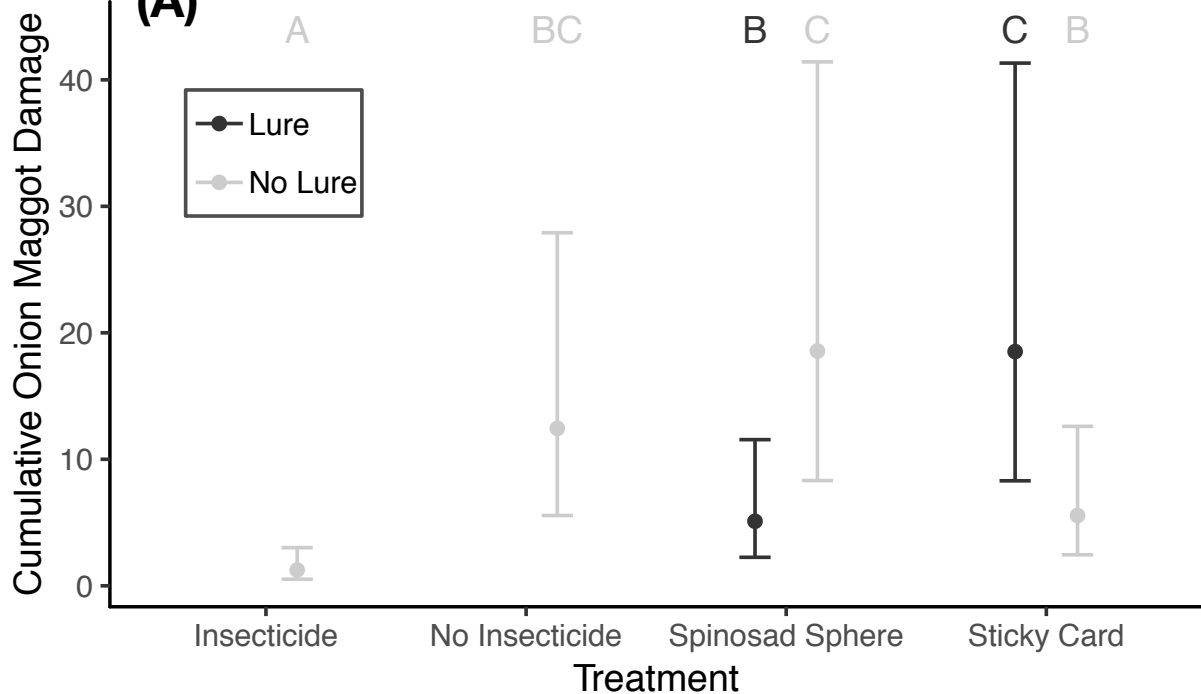 (A)
A BC B C C B
Cumulative Onion Maggot Damage
40
30
20
10
0
Lure
No Lure
Insecticide No Insecticide Spinosad Sphere Sticky Card
Treatment